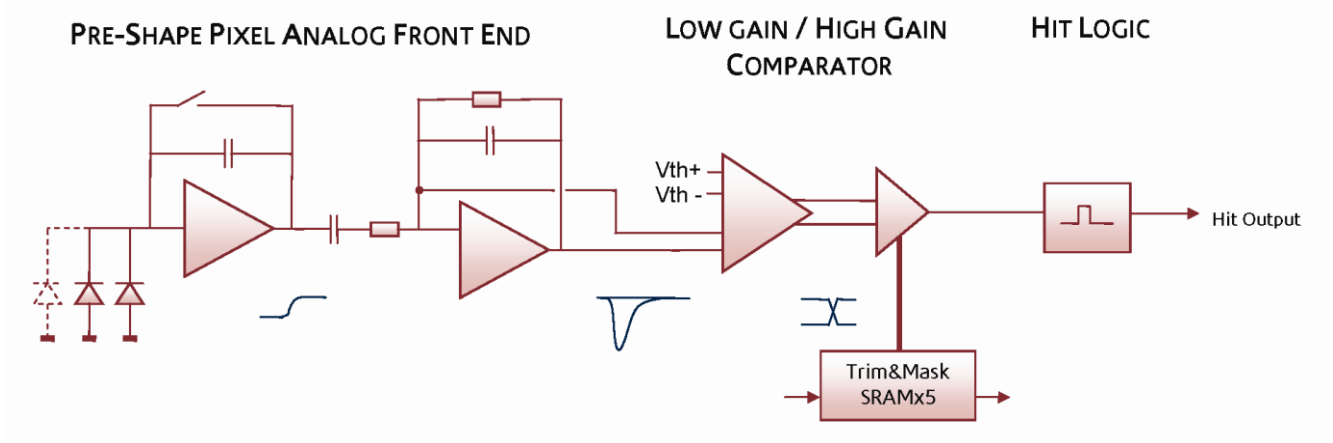 PRE-SHAPE PIXEL ANALOG FRONT END
LOW GAIN / HIGH GAIN
COMPARATOR
HIT LOGIC
Vth+
Vth -
Hit Output
Trim&Mask
SRAMx5